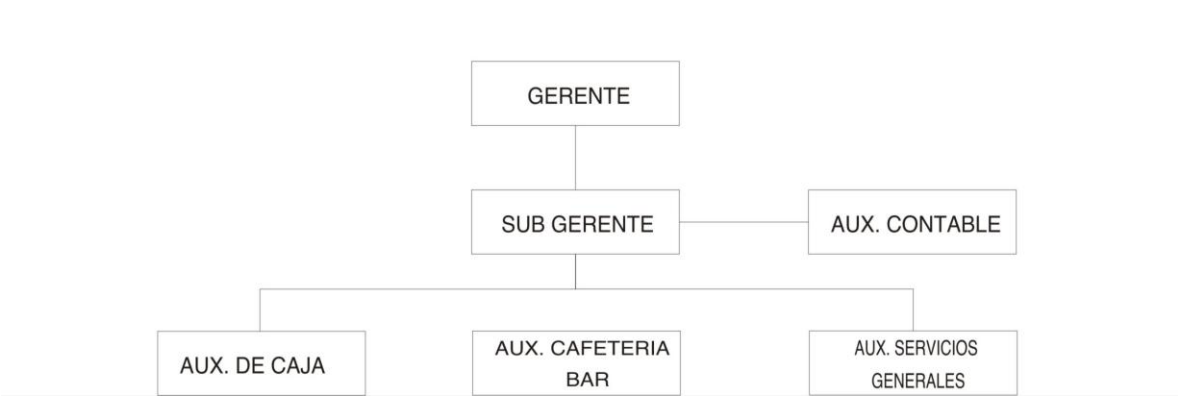 GERENTE
SUB GERENTE
AUX. CONTABLE
AUX. DE CAJA
AUX. CAFETERIA
BAR
AUX. SERVICIOS
GENERALES